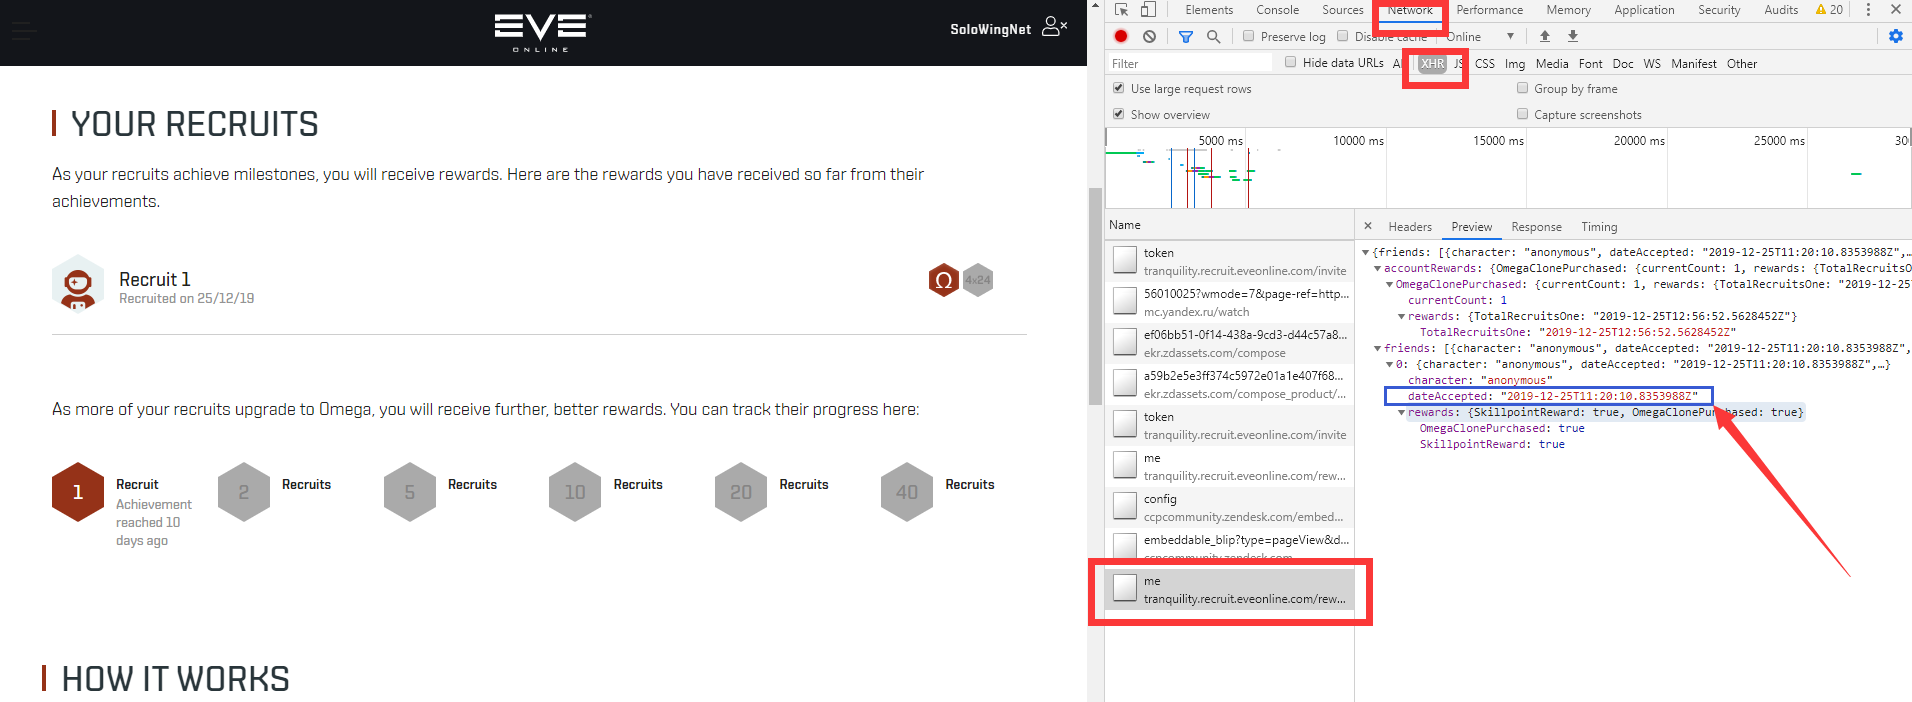 EVE
ONLINE
SoloWingNet
YOUR RECRUITS
As your recruits achieve milestones, you will receive rewards. Here are the rewards you have received so far from their
achievements.
Recruit 1
Recruited on 25/12/19
Ω
4x24
As more of your recruits upgrade to Omega, you will receive further, better rewards. You can track their progress here:
1
Recruit
Achievement
reached 10
days ago
2
Recruits
5
Recruits
10
Recruits
20
Recruits
40
Recruits
HOW IT WORKS
Elements Console Sources Network Performance Memory Application Security Audits 20
Preserve log Disable cache Online
Filter Hide data URLs XHR JS CSS Img Media Font Doc WS Manifest Other
Use large request rows Group by frame
Show overview Capture screenshots
5000 ms 10000 ms 15000 ms 20000 ms 25000 ms 30
Name
token
tranquility.recruit.eveonline.com/invite
56010025?wmode=7&page-ref=http...
mc.yandex.ru/watch
ef06bb51-0f14-438a-9cd3-d44c57a8...
ekr.zdassets.com/compose
a59b2e5e3ff374c5972e01a1e407f68...
ekr.zdassets.com/compose_product/...
token
tranquility.recruit.eveonline.com/invite
me
tranquility.recruit.eveonline.com/rew...
config
ccpcommunity.zendesk.com/embed...
embeddable_blip?type=pageView&d...
ccpcommunity.zendesk.com
me
tranquility.recruit.eveonline.com/rew...
Headers Preview Response Timing
{friends: [{character: "anonymous", dateAccepted: "2019-12-25T11:20:10.8353988Z",…
accountRewards: {OmegaClonePurchased: {currentCount: 1, rewards: {TotalRecruitsO
OmegaClonePurchased: {currentCount: 1, rewards: {TotalRecruitsOne: "2019-12-25T
currentCount: 1
rewards: {TotalRecruitsOne: "2019-12-25T12:56:52.5628452Z"}
TotalRecruitsOne: "2019-12-25T12:56:52.5628452Z"
friends: [{character: "anonymous", dateAccepted: "2019-12-25T11:20:10.8353988Z",
0: {character: "anonymous", dateAccepted: "2019-12-25T11:20:10.8353988Z",…}
character: "anonymous"
dateAccepted: "2019-12-25T11:20:10.8353988Z"
rewards: {SkillpointReward: true, OmegaClonePurchased: true}
OmegaClonePurchased: true
SkillpointReward: true